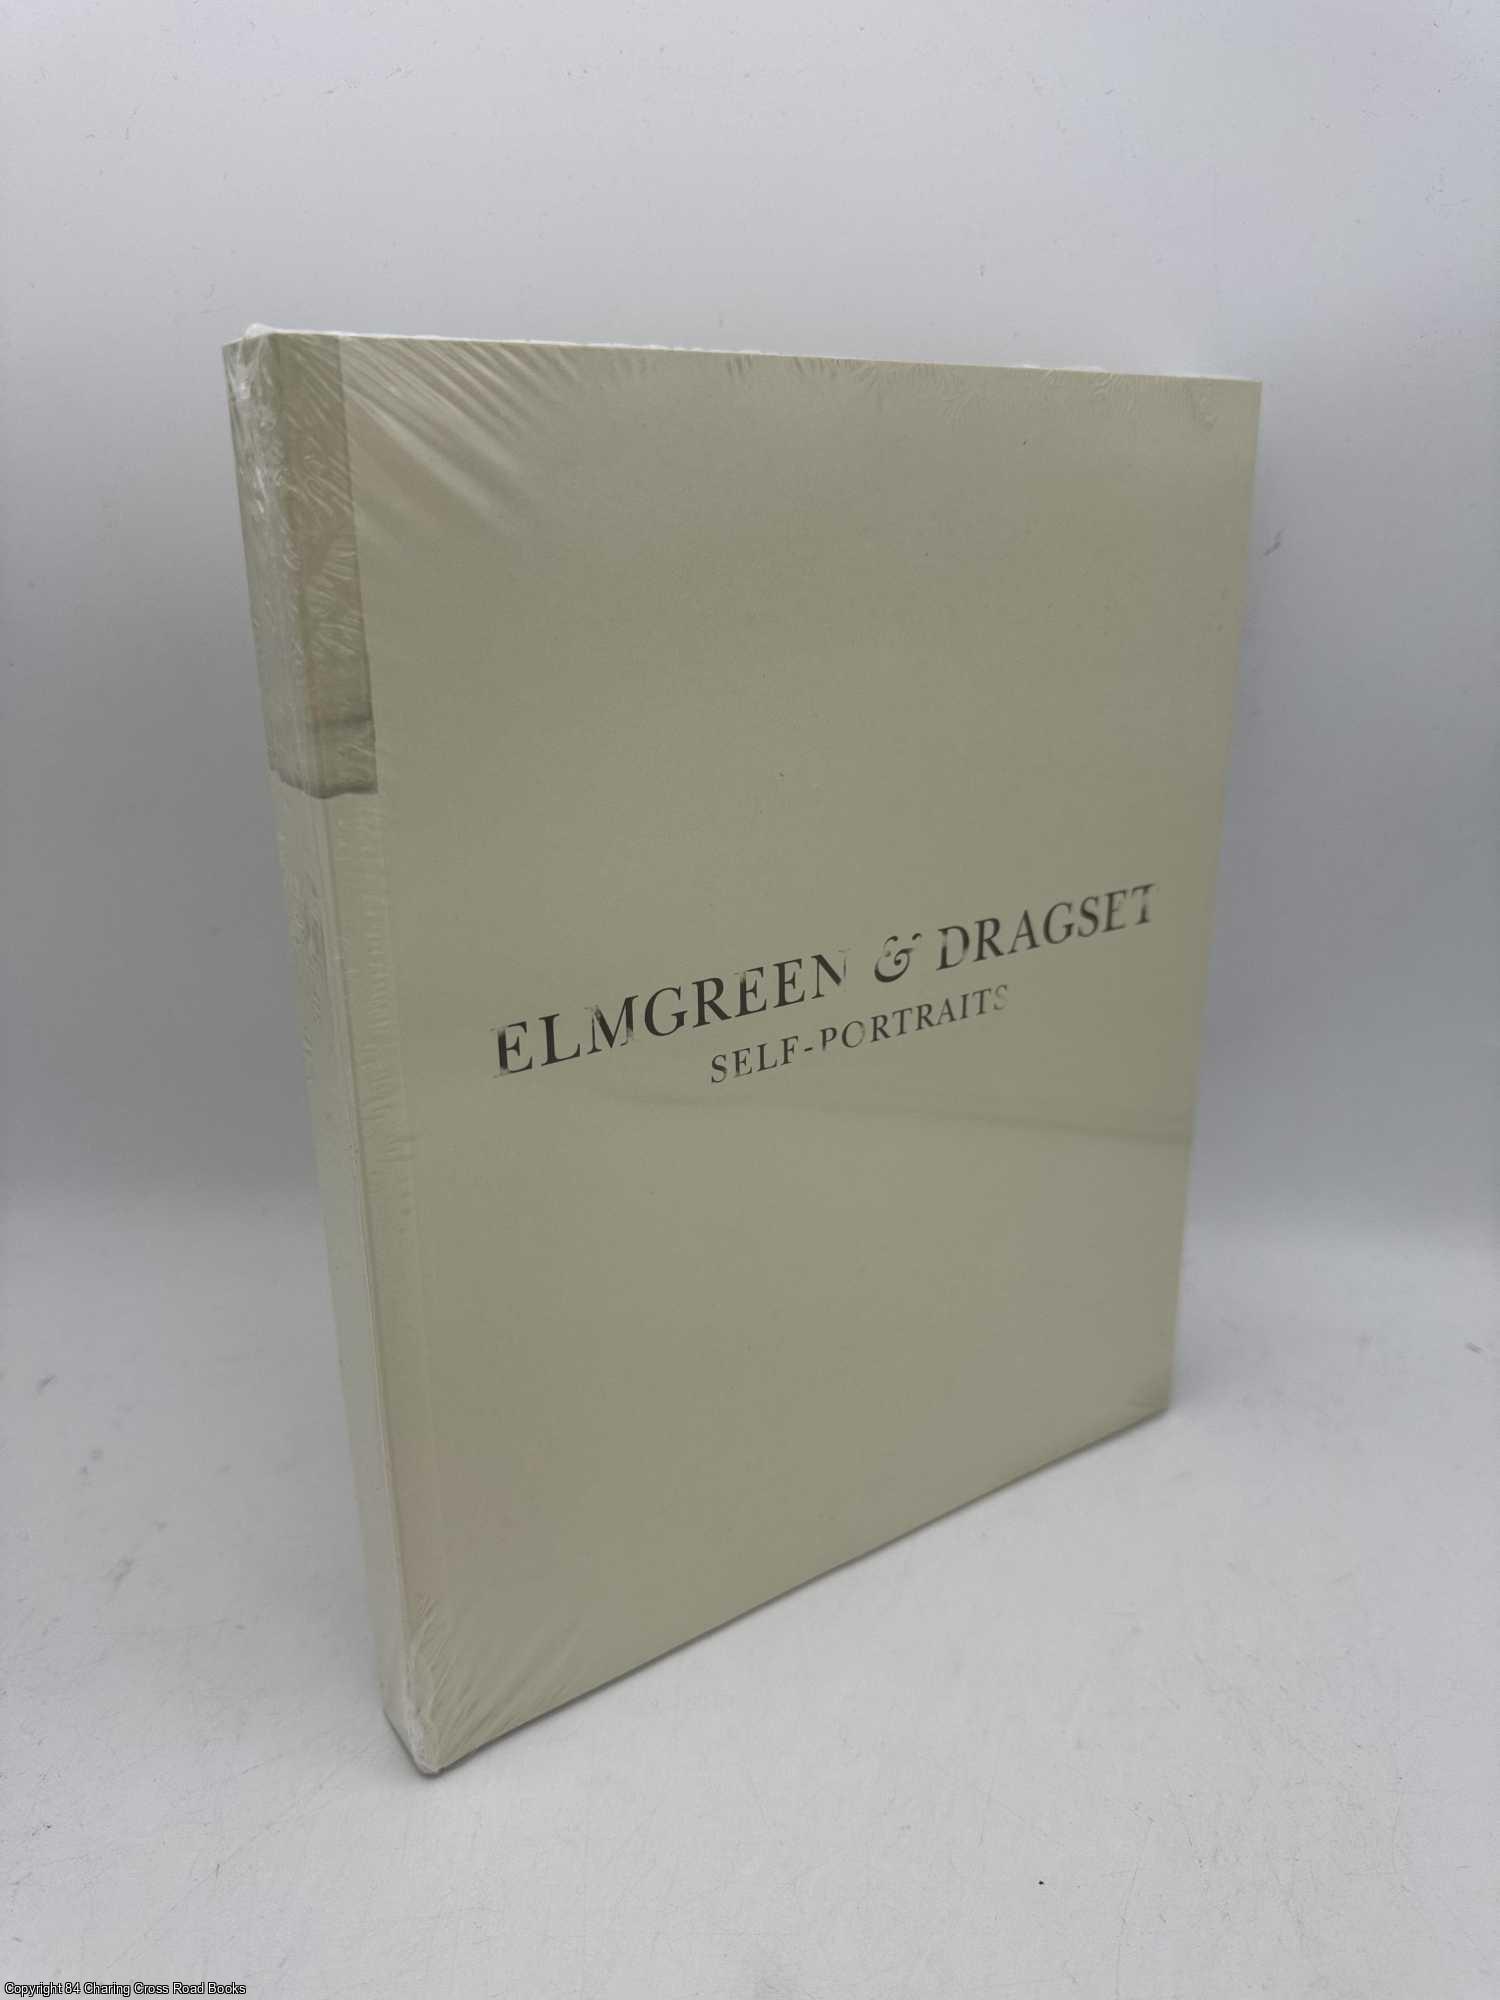 ELMGREEN & DRAGSET
SELF-PORTRAITS
Copyright 84 Charing Cross Road Books